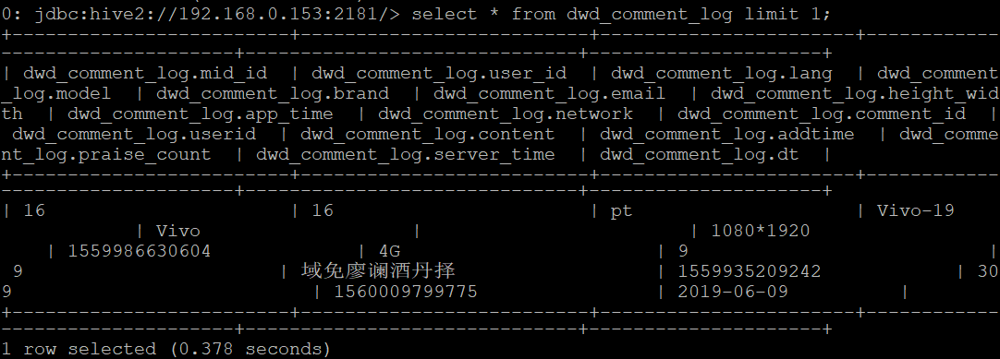 0: jdbc:hive2://192.168.0.153:2181/> select * from dwd_comment_log limit 1;
+-------------------------+--------------------------+-----------------------+------------
---------------------+------------------------------+---------------------+
| dwd_comment_log.mid_id  | dwd_comment_log.user_id  | dwd_comment_log.lang  | dwd_comment
_log.model  | dwd_comment_log.brand  | dwd_comment_log.email  | dwd_comment_log.height_wid
th  | dwd_comment_log.app_time  | dwd_comment_log.network  | dwd_comment_log.comment_id  |
 dwd_comment_log.userid  | dwd_comment_log.content  | dwd_comment_log.addtime  | dwd_comme
nt_log.praise_count  | dwd_comment_log.server_time  | dwd_comment_log.dt  |
+-------------------------+--------------------------+-----------------------+------------
---------------------+------------------------------+---------------------+
| 16                      | 16                       | pt                    | Vivo-19
            | Vivo                   |                        | 1080*1920
    | 1559986630604             | 4G                       | 9                           |
 9                       | 域免廖谰酒丹择                  | 1559935209242            | 30
9                           | 1560009799775                | 2019-06-09          |
+-------------------------+--------------------------+-----------------------+------------
---------------------+------------------------------+---------------------+
1 row selected (0.378 seconds)